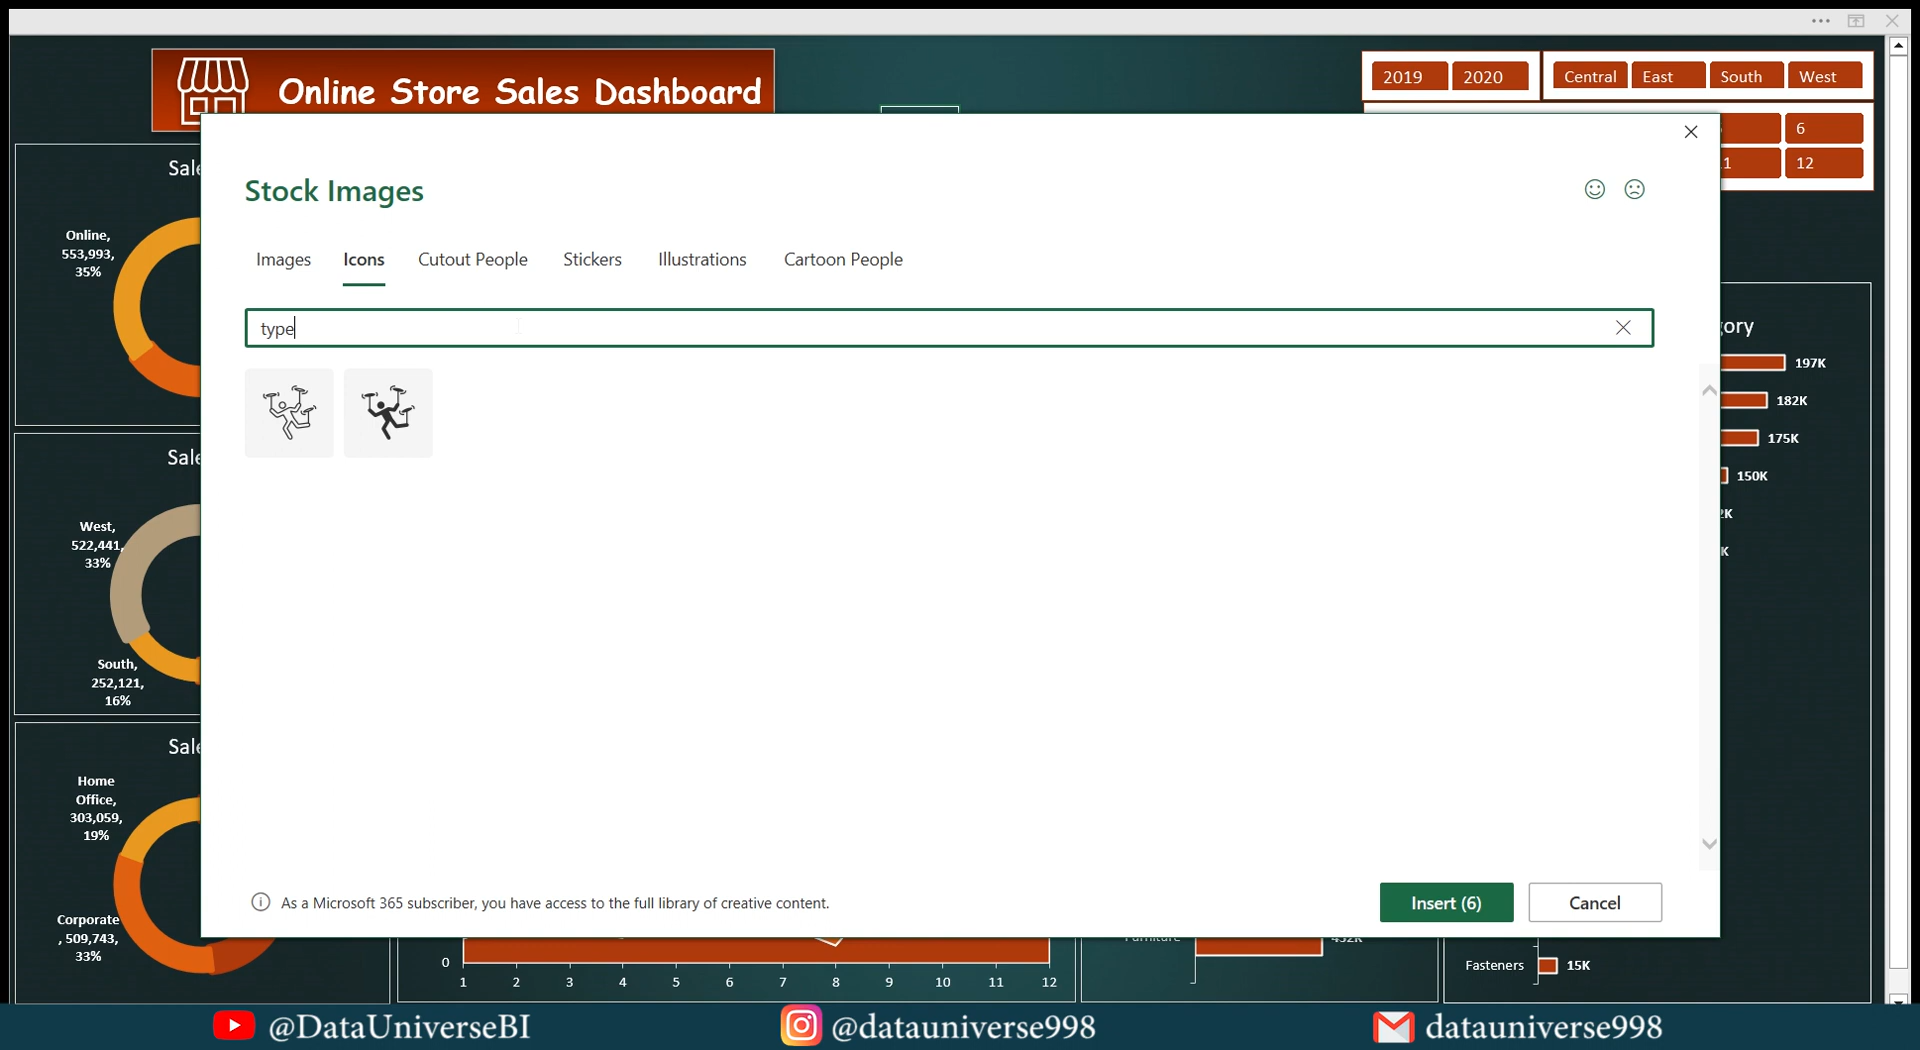 Online Store Sales Dashboard
2019 2020
Central East South West
6
12
Stock Images
Images Icons Cutout People Stickers Illustrations Cartoon People
type
Online,
553,993,
35%
West,
522,441,
33%
South,
252,121,
16%
Home
Office,
303,059,
19%
Corporate
, 509,743,
33%
197K
182K
175K
150K
As a Microsoft 365 subscriber, you have access to the full library of creative content.
Insert (6) Cancel
0
1 2 3 4 5 6 7 8 9 10 11 12
Fasteners 15K
@DataUniverseBI @datauniverse998 datauniverse998